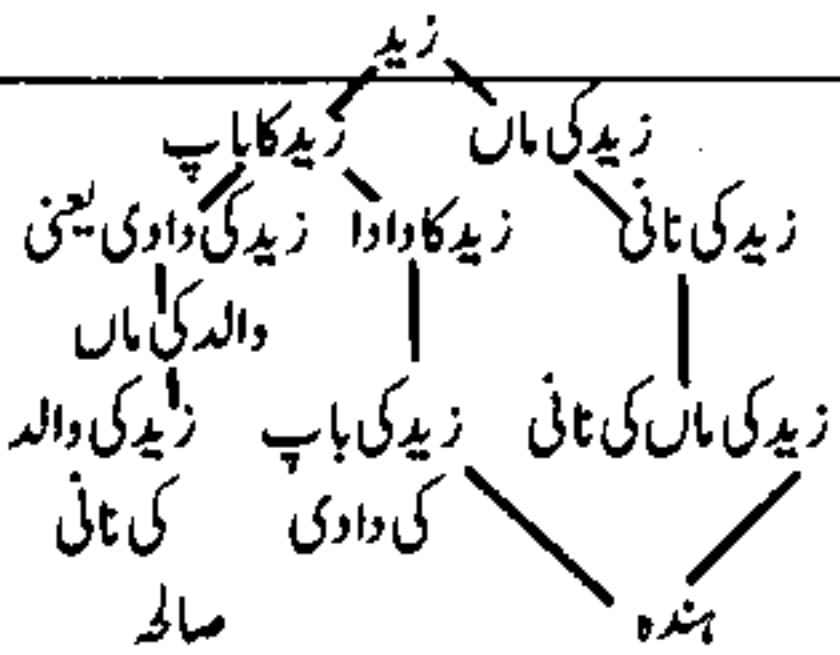 زید
زید کی ماں زید کا باپ
زید کی نانی زید کا دادا زید کی دادی یعنی
والد کی ماں
زید کی ماں کی نانی زید کی باپ زید کی والد
کی دادی کی نانی
ہندہ صالحہ